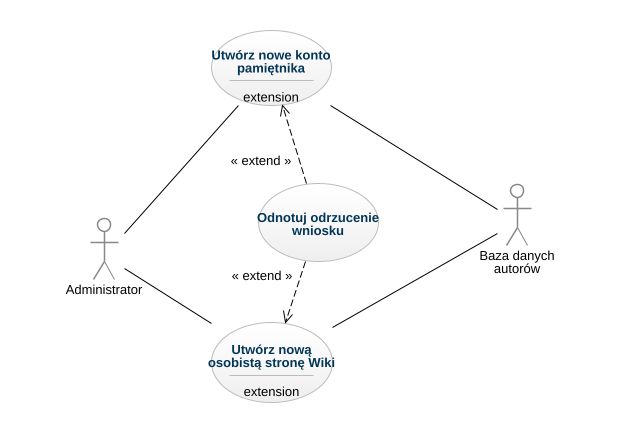 Utwórz nowe konto
pamiętnika
extension
« extend »
Odnotuj odrzucenie
wniosku
Baza danych
autorów
« extend »
Administrator
Utwórz nową
osobistą stronę Wiki
extension